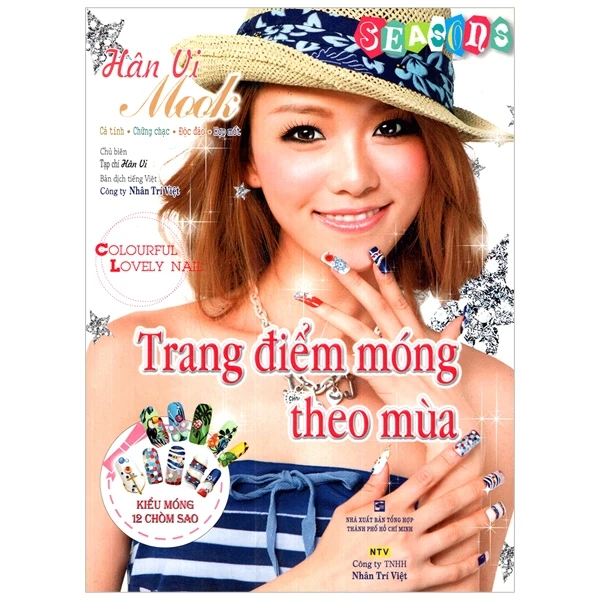 SEASONS
Hân Vi
Mook
Cá tính • Chững chạc • Độc đáo • Hợp mốt
Chủ biên
Tạp chí Hân Vi
Bản dịch tiếng Việt
Công ty Nhân Trí Việt
COLOURFUL
LOVELY NAIL
Trang điểm móng
theo mùa
KIỂU MÓNG
12 CHÒM SAO
NHÀ XUẤT BẢN TỔNG HỢP
THÀNH PHỐ HỒ CHÍ MINH
NTV
Công ty TNHH
Nhân Trí Việt